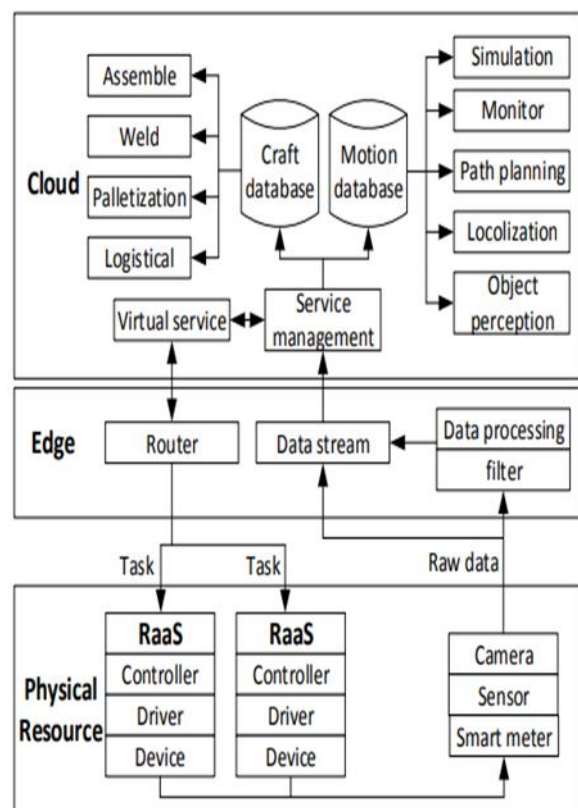 Cloud
Assemble
Weld
Palletization
Logistical
Craft
database
Motion
database
Simulation
Monitor
Path planning
Locolization
Object
perception
Virtual service
Service
management
Edge
Router
Data stream
Data processing
filter
Task
Task
Raw data
Physical
Resource
RaaS
Controller
Driver
Device
RaaS
Controller
Driver
Device
Camera
Sensor
Smart meter